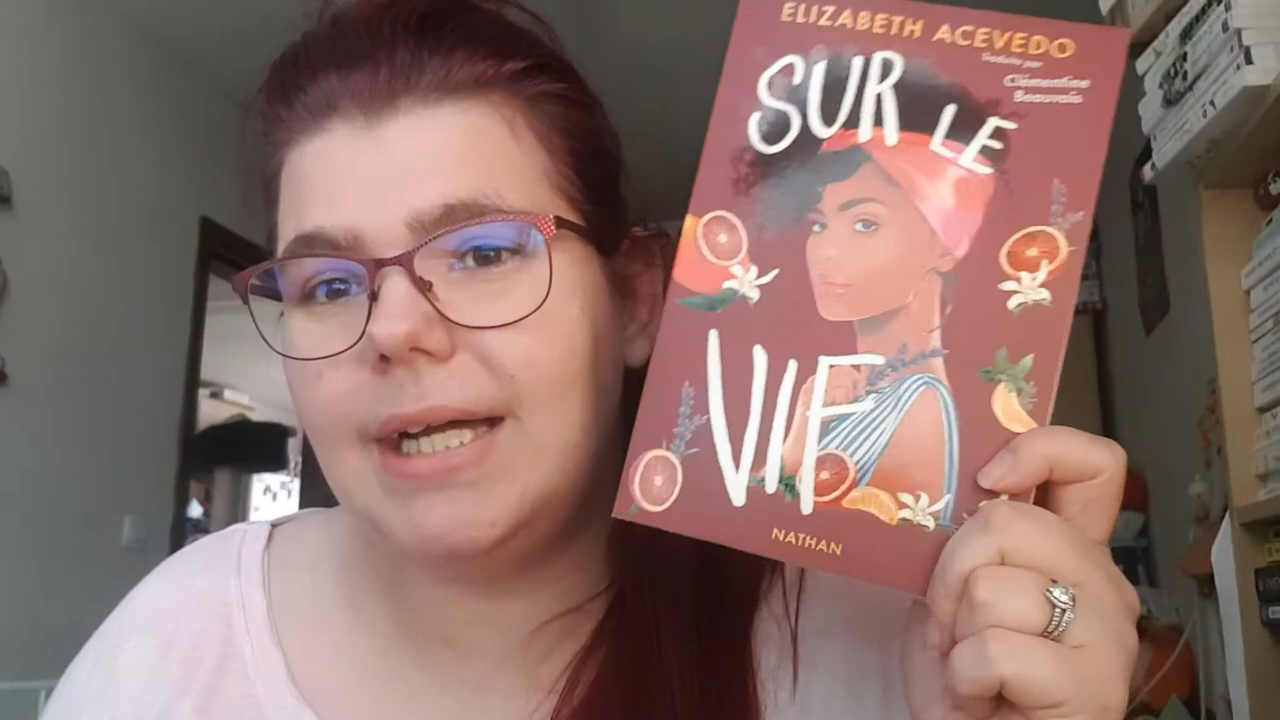 ELIZABETH ACEVEDO
Traduit par
Clémentine
Beauvais
SUR LE
VIF
NATHAN